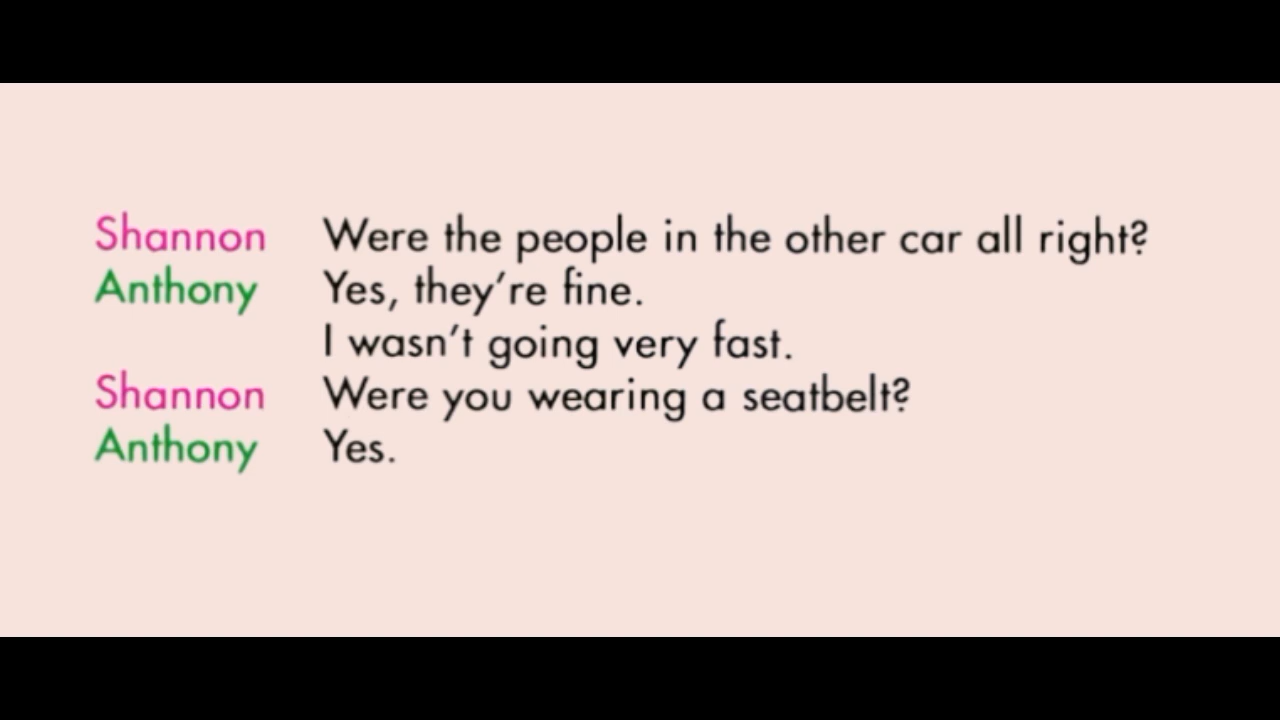 Shannon Were the people in the other car all right?
Anthony Yes, they're fine.
I wasn't going very fast.
Shannon Were you wearing a seatbelt?
Anthony Yes.